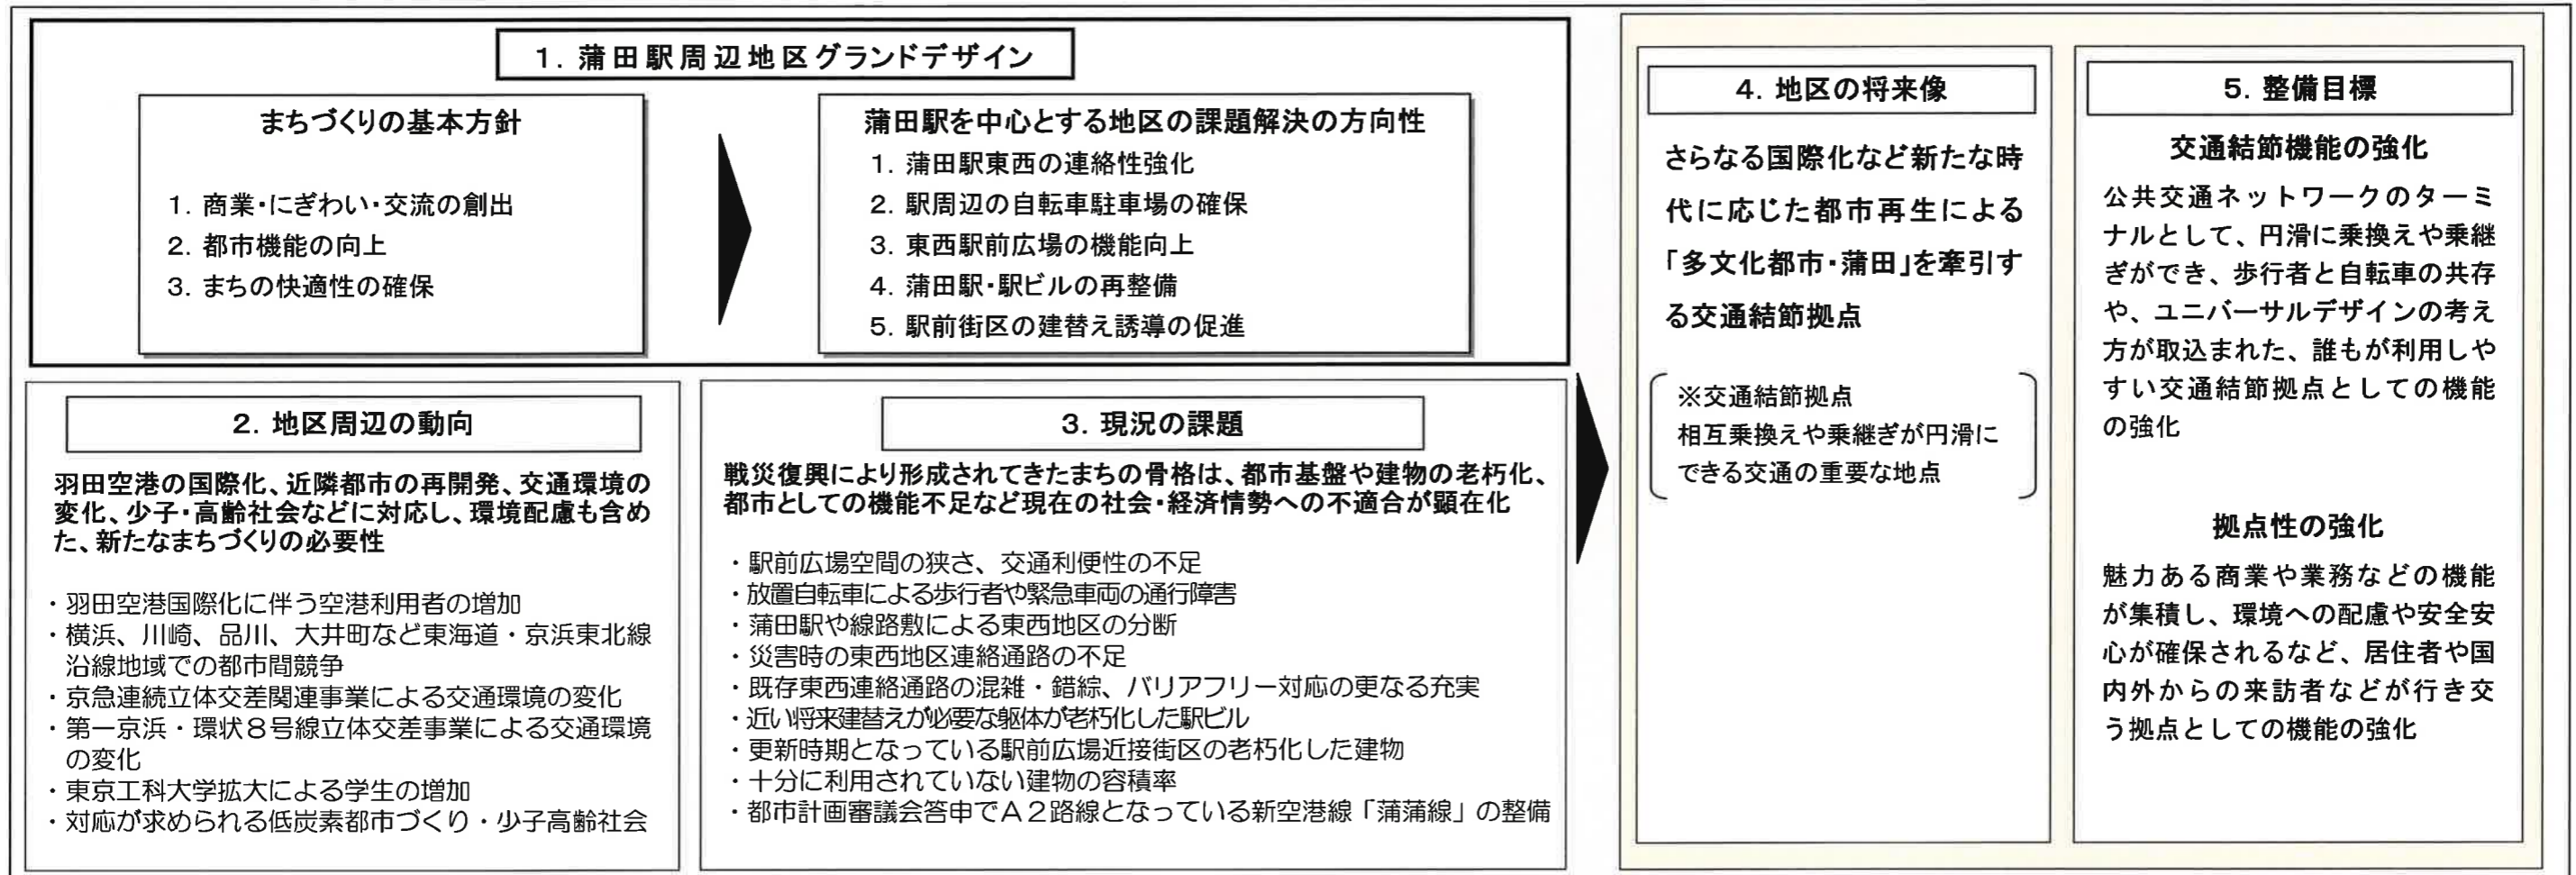 1．蒲田駅周辺地区グランドデザイン
まちづくりの基本方針
1．商業・にぎわい・交流の創出
2．都市機能の向上
3．まちの快適性の確保
蒲田駅を中心とする地区の課題解決の方向性
1．蒲田駅東西の連絡性強化
2．駅周辺の自転車駐車場の確保
3．東西駅前広場の機能向上
4．蒲田駅・駅ビルの再整備
5．駅前街区の建替え誘導の促進
2．地区周辺の動向
羽田空港の国際化、近隣都市の再開発、交通環境の
変化、少子・高齢社会などに対応し、環境配慮も含め
た、新たなまちづくりの必要性
・羽田空港国際化に伴う空港利用者の増加
・横浜、川崎、品川、大井町など東海道・京浜東北線
沿線地域での都市間競争
・京急連続立体交差関連事業による交通環境の変化
・第一京浜・環状８号線立体交差事業による交通環境
の変化
・東京工科大学拡大による学生の増加
・対応が求められる低炭素都市づくり・少子高齢社会
3．現況の課題
戦災復興により形成されてきたまちの骨格は、都市基盤や建物の老朽化、
都市としての機能不足など現在の社会・経済情勢への不適合が顕在化
・駅前広場空間の狭さ、交通利便性の不足
・放置自転車による歩行者や緊急車両の通行障害
・蒲田駅や線路敷による東西地区の分断
・災害時の東西地区連絡通路の不足
・既存東西連絡通路の混雑・錯綜、バリアフリー対応の更なる充実
・近い将来建替えが必要な躯体が老朽化した駅ビル
・更新時期となっている駅前広場近接街区の老朽化した建物
・十分に利用されていない建物の容積率
・都市計画審議会答申でＡ２路線となっている新空港線「蒲蒲線」の整備
4．地区の将来像
さらなる国際化など新たな時
代に応じた都市再生による
「多文化都市・蒲田」を牽引す
る交通結節拠点
※交通結節拠点
相互乗換えや乗継ぎが円滑に
できる交通の重要な地点
5．整備目標
交通結節機能の強化
公共交通ネットワークのターミ
ナルとして、円滑に乗換えや乗継
ぎができ、歩行者と自転車の共存
や、ユニバーサルデザインの考え
方が取込まれた、誰もが利用しや
すい交通結節拠点としての機能
の強化
拠点性の強化
魅力ある商業や業務などの機能
が集積し、環境への配慮や安全安
心が確保されるなど、居住者や国
内外からの来訪者などが行き交
う拠点としての機能の強化